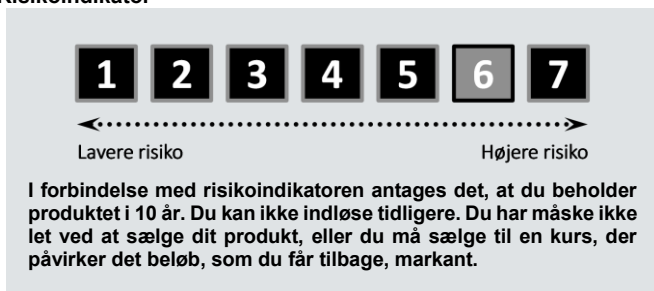 Risikoindikator
1 2 3 4 5 6 7
Lavere risiko Højere risiko
I forbindelse med risikoindikatoren antages det, at du beholder
produktet i 10 år. Du kan ikke indløse tidligere. Du har måske ikke
let ved at sælge dit produkt, eller du må sælge til en kurs, der
påvirker det beløb, som du får tilbage, markant.